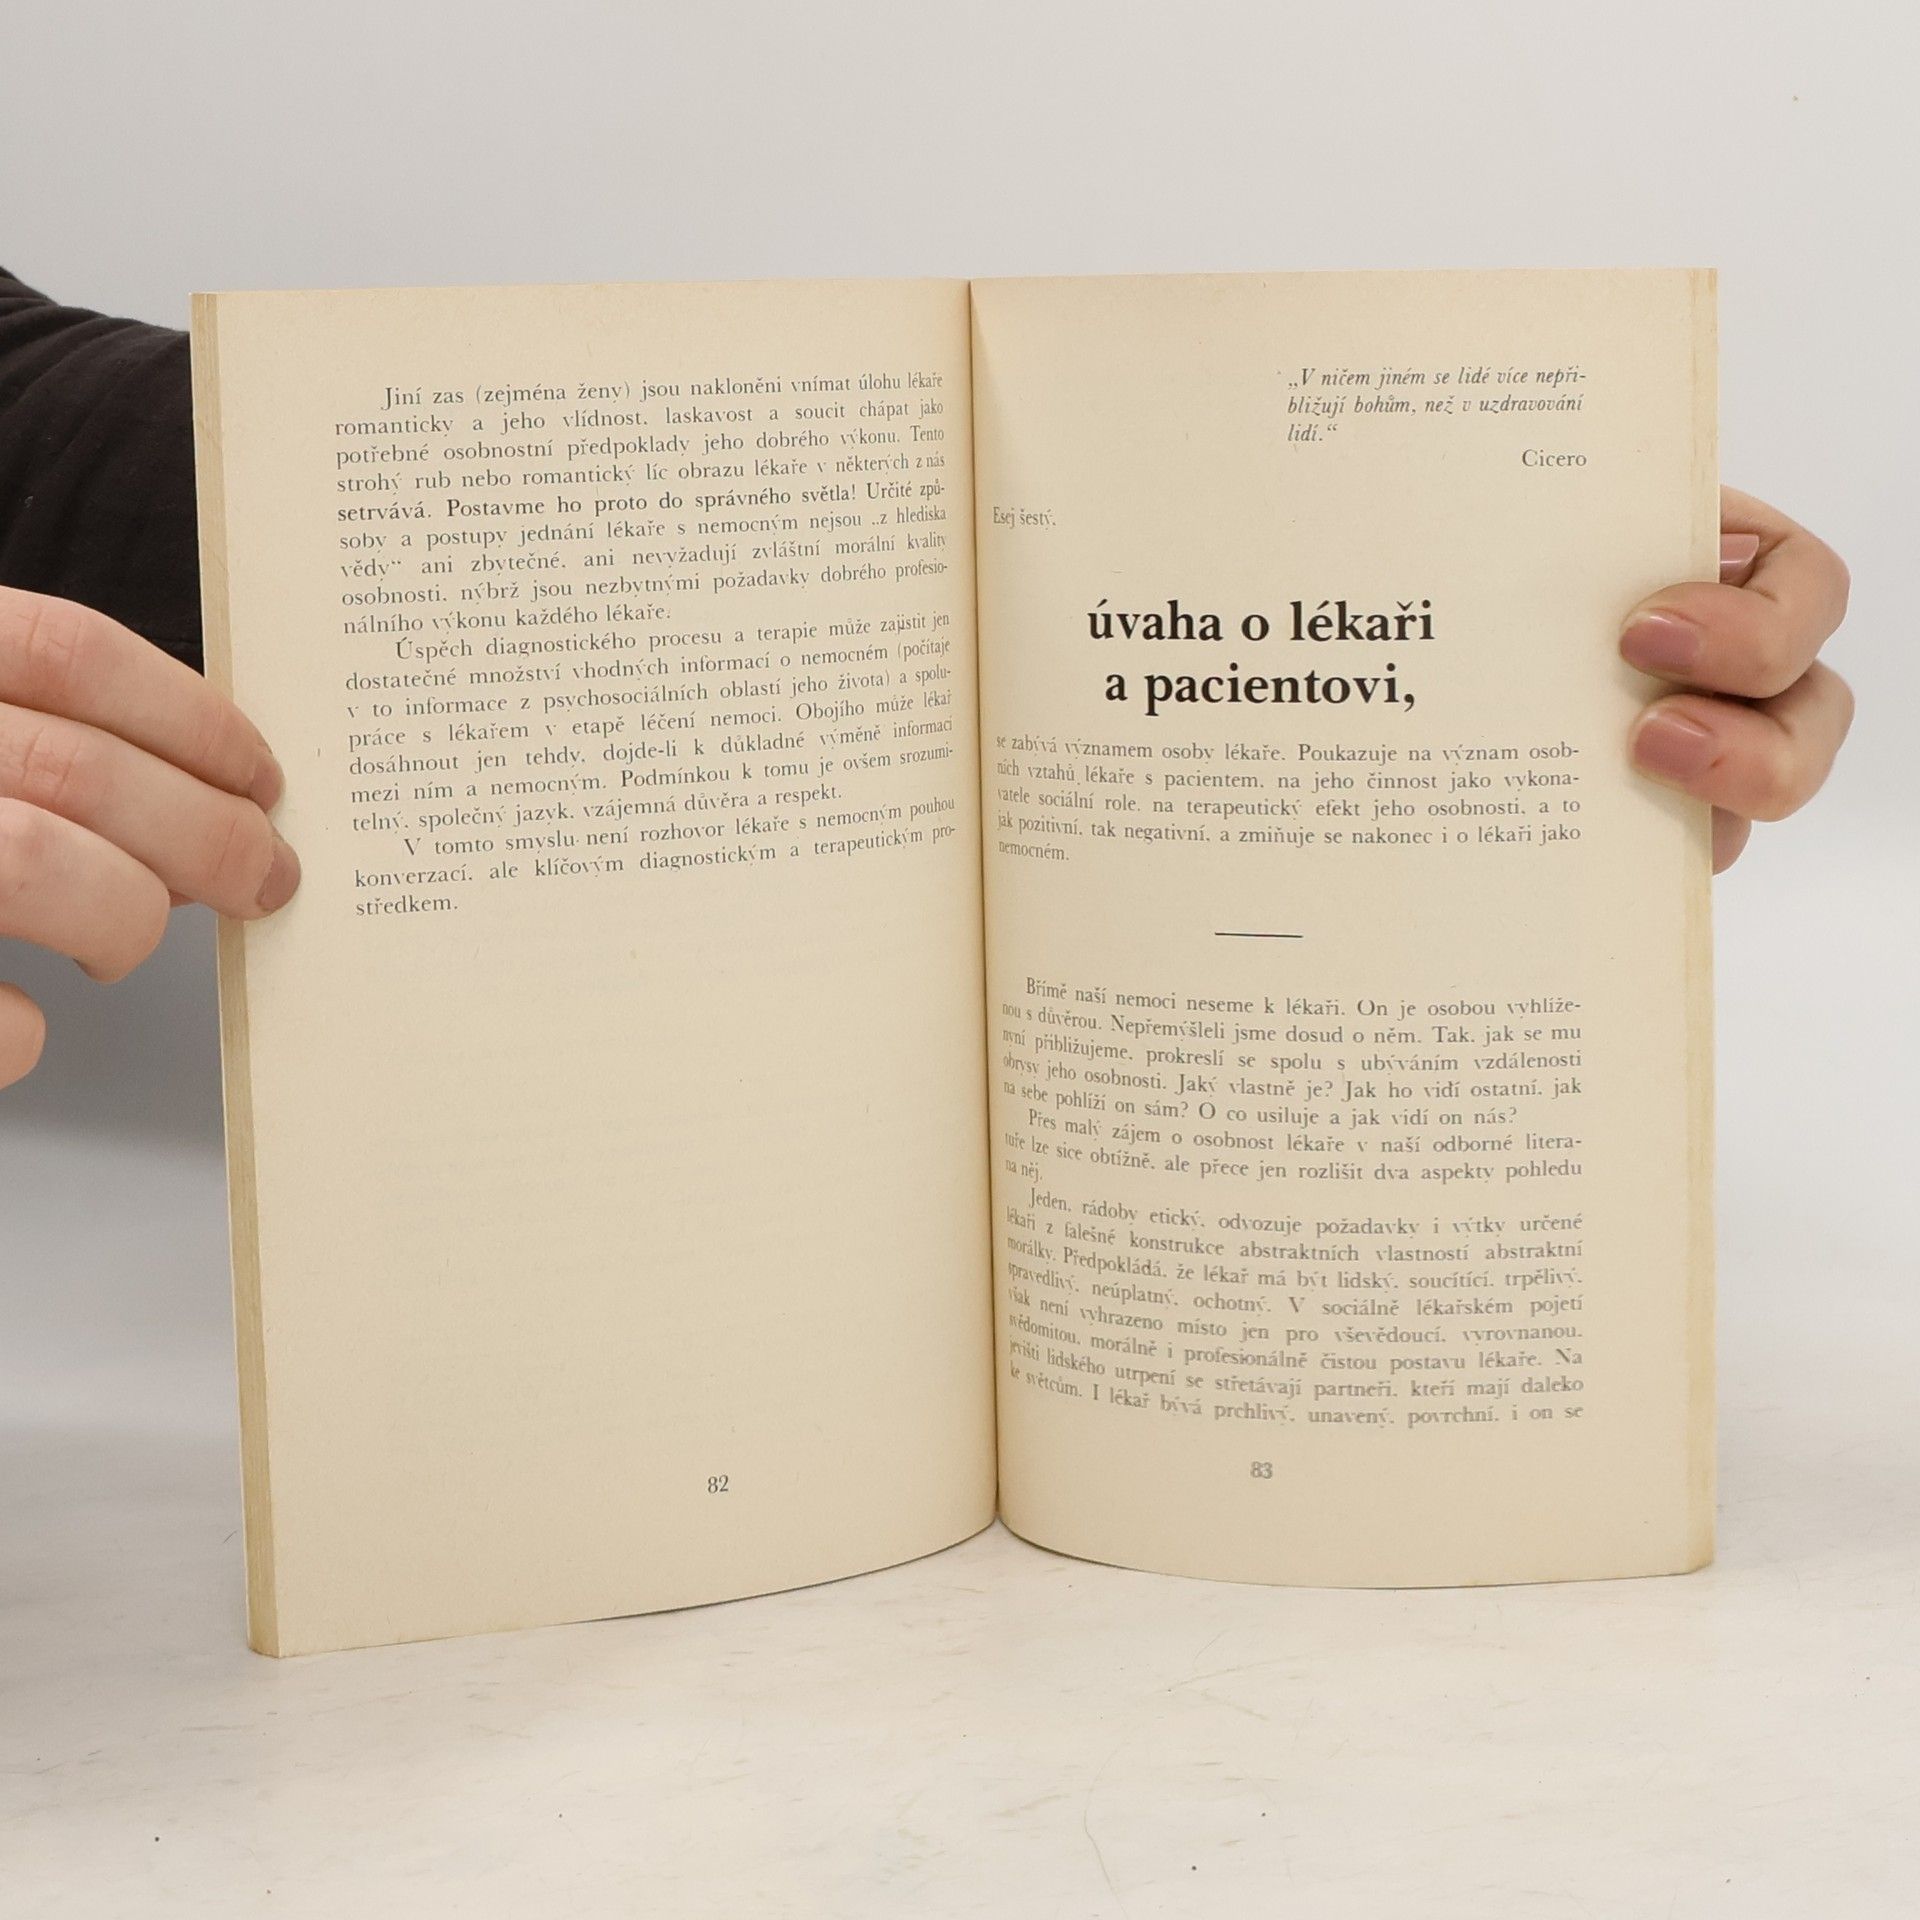 Jiní zas (zejména ženy) jsou nakloněni vnímat úlohu lékaře
romanticky a jeho vlídnost, laskavost a soucit chápat jako
potřebné osobnostní předpoklady jeho dobrého výkonu. Tento
strohý rub nebo romantický líc obrazu lékaře v některých z nás
setrvává. Postavme ho proto do správného světla! Určité způ-
soby a postupy jednání lékaře s nemocným nejsou „z hlediska
vědy“ ani zbytečné, ani nevyžadují zvláštní morální kvality
osobnosti, nýbrž jsou nezbytnými požadavky dobrého profesio-
nálního výkonu každého lékaře.
Úspěch diagnostického procesu a terapie může zajistit jen
dostatečné množství vhodných informací o nemocném (počítaje
v to informace z psychosociálních oblastí jeho života) a spolu-
práce s lékařem v etapě léčení nemoci. Obojího může lékař
dosáhnout jen tehdy, dojde-li k důkladné výměně informací
mezi ním a nemocným. Podmínkou k tomu je ovšem srozumi-
telný, společný jazyk, vzájemná důvěra a respekt.
V tomto smyslu není rozhovor lékaře s nemocným pouhou
konverzací, ale klíčovým diagnostickým a terapeutickým pro-
středkem.
82
„V ničem jiném se lidé více nepři-
bližují bohům, než v uzdravování
lidí.“
Cicero
Esej šestý,
úvaha o lékaři
a pacientovi,
se zabývá významem osoby lékaře. Poukazuje na význam osob-
ních vztahů lékaře s pacientem, na jeho činnost jako vykona-
vatele sociální role, na terapeutický efekt jeho osobnosti, a to
jak pozitivní, tak negativní, a zmiňuje se nakonec i o lékaři jako
nemocném.
Břímě naší nemoci neseme k lékaři. On je osobou vyhlíže-
nou s důvěrou. Nepřemýšleli jsme dosud o něm. Tak, jak se mu
nyní přibližujeme, prokreslí se spolu s ubýváním vzdálenosti
obrysy jeho osobnosti. Jaký vlastně je? Jak ho vidí ostatní, jak
na sebe pohlíží on sám? O co usiluje a jak vidí on nás?
Přes malý zájem o osobnost lékaře v naší odborné litera-
tuře lze sice obtížně, ale přece jen rozlišit dva aspekty pohledu
na něj.
Jeden, rádoby etický, odvozuje požadavky i výtky určené
lékaři z falešné konstrukce abstraktních vlastností abstraktní
morálky. Předpokládá, že lékař má být lidský, soucítící, trpělivý,
spravedlivý, neúplatný, ochotný. V sociálně lékařském pojetí
však není vyhrazeno místo jen pro vševědoucí, vyrovnanou,
svědomitou, morálně i profesionálně čistou postavu lékaře. Na
jevišti lidského utrpení se střetávají partneři, kteří mají daleko
ke světcům. I lékař bývá prchlivý, unavený, povrchní, i on se
83